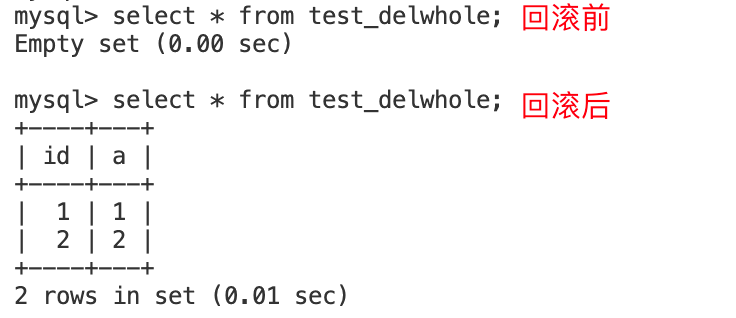 mysql> select * from test_delwhole; 回滚前
Empty set (0.00 sec)
mysql> select * from test_delwhole; 回滚后
+----+---+
| id | a |
+----+---+
|  1 | 1 |
|  2 | 2 |
+----+---+
2 rows in set (0.01 sec)